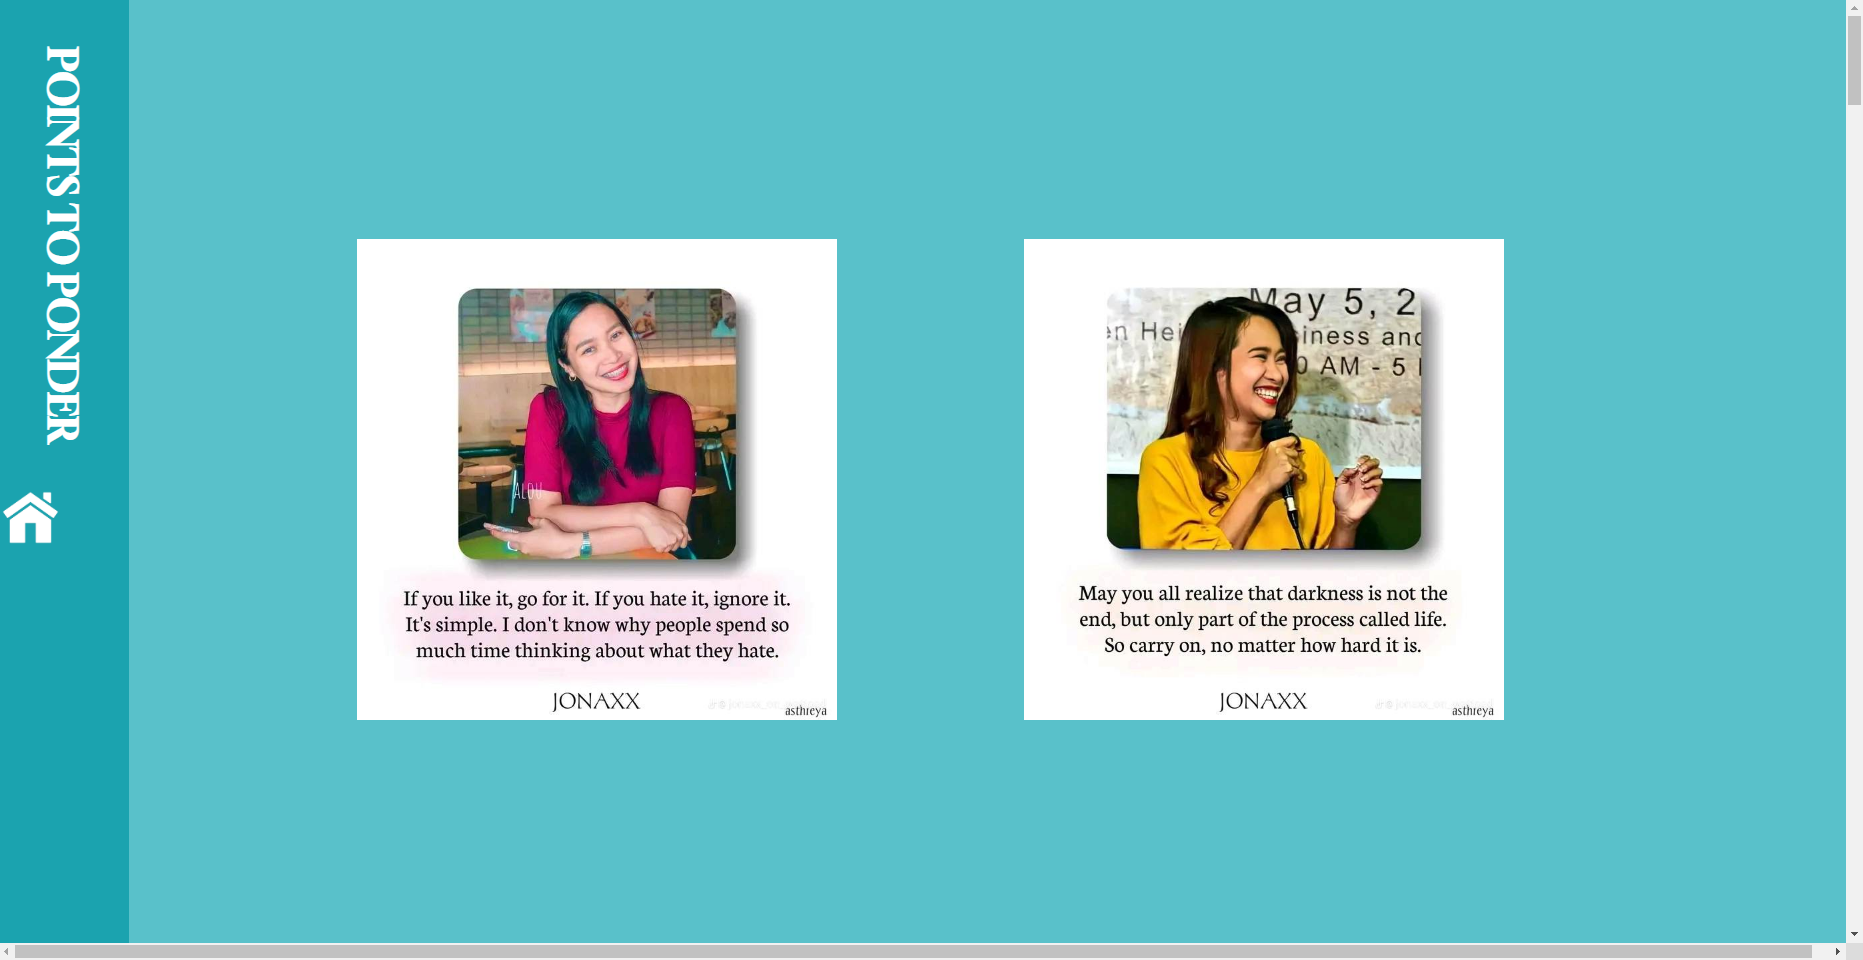 POINTS TO PONDER
ALOU
If you like it, go for it. If you hate it, ignore it.
It's simple. I don't know why people spend so
much time thinking about what they hate.
JONAXX
asthreya
May 5, 2
en Hei
iness and
0 AM - 5
May you all realize that darkness is not the
end, but only part of the process called life.
So carry on, no matter how hard it is.
JONAXX
asthreya